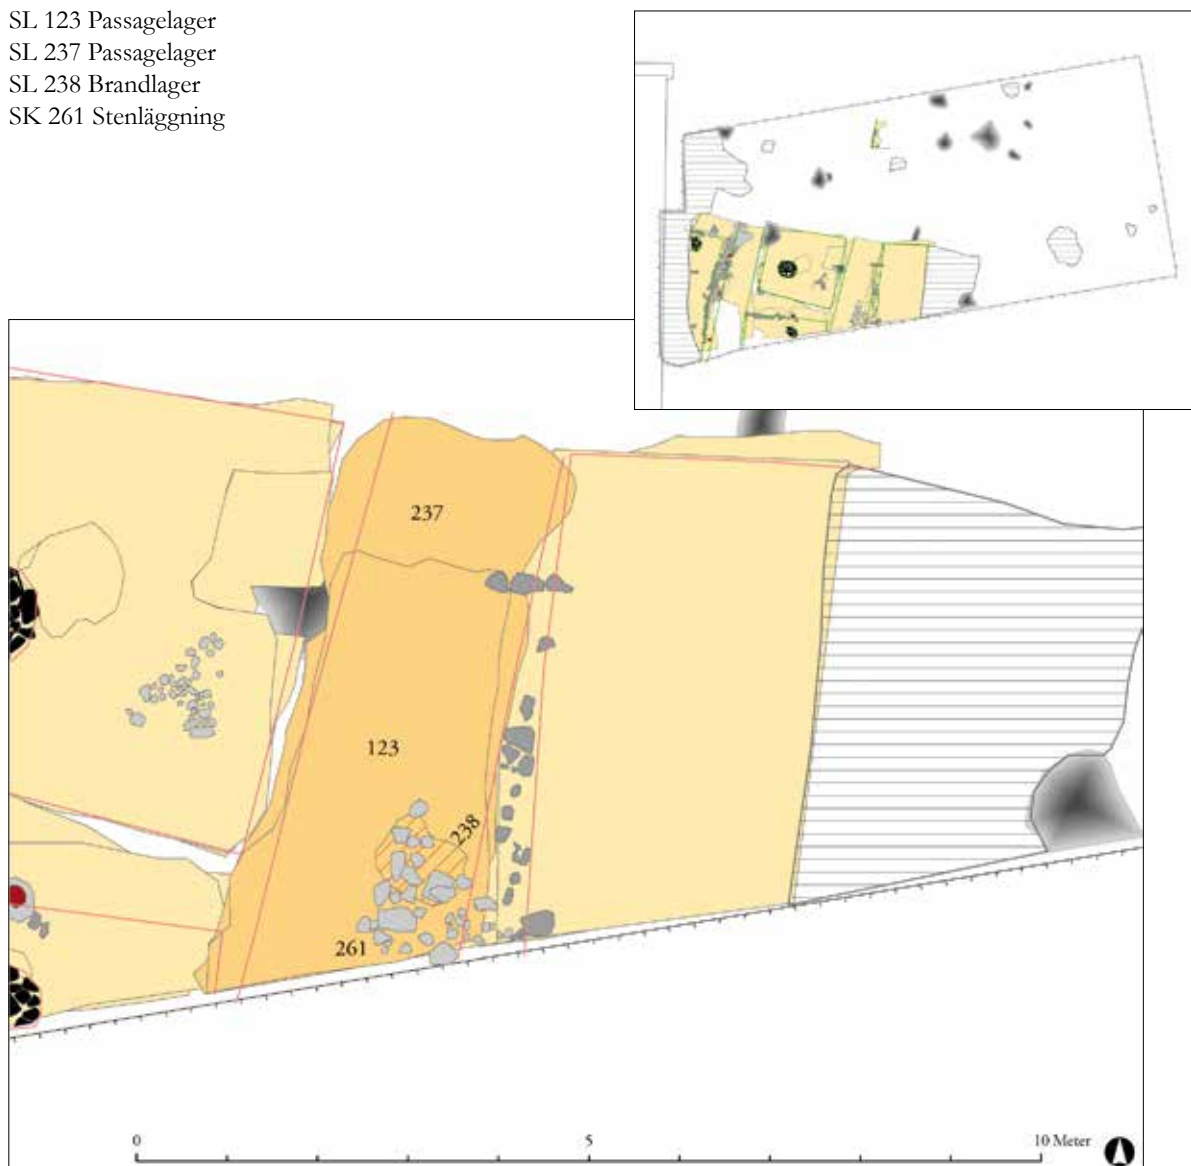 SL 123 Passagelager
SL 237 Passagelager
SL 238 Brandlager
SK 261 Stenläggning
237
123
238
261
0 5 10 Meter